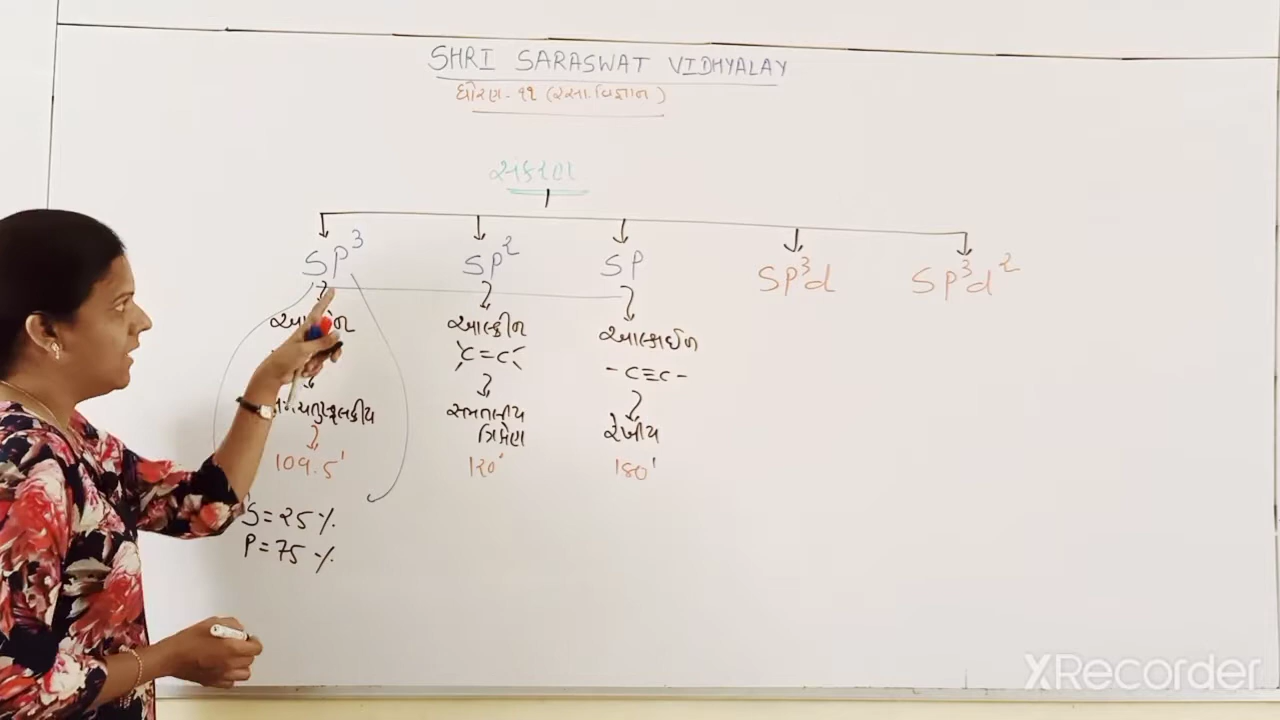 SHRI SARASWAT VIDHYALAY
ધોરણ - ૧૧ (રસા. વિજ્ઞાન)
સંકરણ
SP³ SP² SP SP³d SP³d²
આલ્કીન આલ્કાઈન
C=C -C≡C-
સમતલીય
ત્રિકોણ રેખીય
109.5° 120° 180°
S = 25 %
P = 75 %
XRecorder